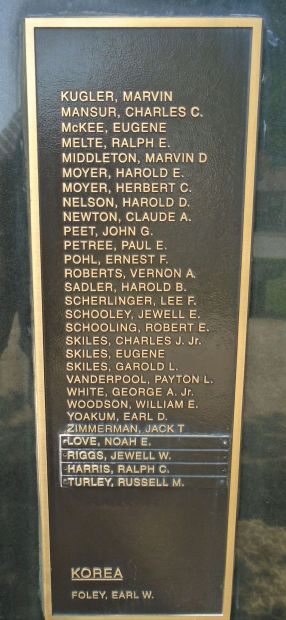 KUGLER, MARVIN
MANSUR, CHARLES C.
McKEE, EUGENE
MELTE, RALPH E.
MIDDLETON, MARVIN D
MOYER, HAROLD E.
MOYER, HERBERT C.
NELSON, HAROLD D.
NEWTON, CLAUDE A.
PEET, JOHN G.
PETREE, PAUL E.
POHL, ERNEST F.
ROBERTS, VERNON A.
SADLER, HAROLD B.
SCHERLINGER, LEE F.
SCHOOLEY, JEWELL E.
SCHOOLING, ROBERT E.
SKILES, CHARLES J. Jr.
SKILES, EUGENE
SKILES, GAROLD L.
VANDERPOOL, PAYTON L.
WHITE, GEORGE A. Jr.
WOODSON, WILLIAM E.
YOAKUM, EARL D.
ZIMMERMAN, JACK T
LOVE, NOAH E.
RIGGS, JEWELL W.
HARRIS, RALPH C.
TURLEY, RUSSELL M.
KOREA
FOLEY, EARL W.